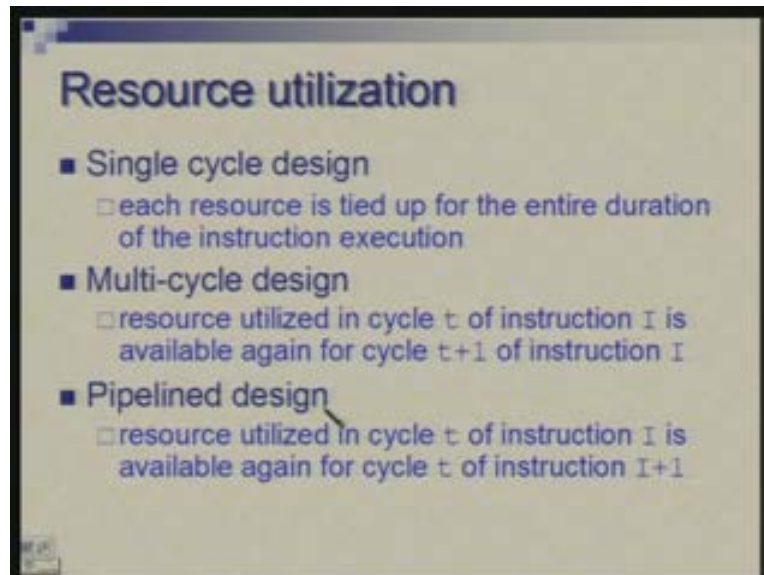 Resource utilization
■ Single cycle design
□ each resource is tied up for the entire duration
of the instruction execution
■ Multi-cycle design
□ resource utilized in cycle t of instruction I is
available again for cycle t+1 of instruction I
■ Pipelined design
□ resource utilized in cycle t of instruction I is
available again for cycle t of instruction I+1